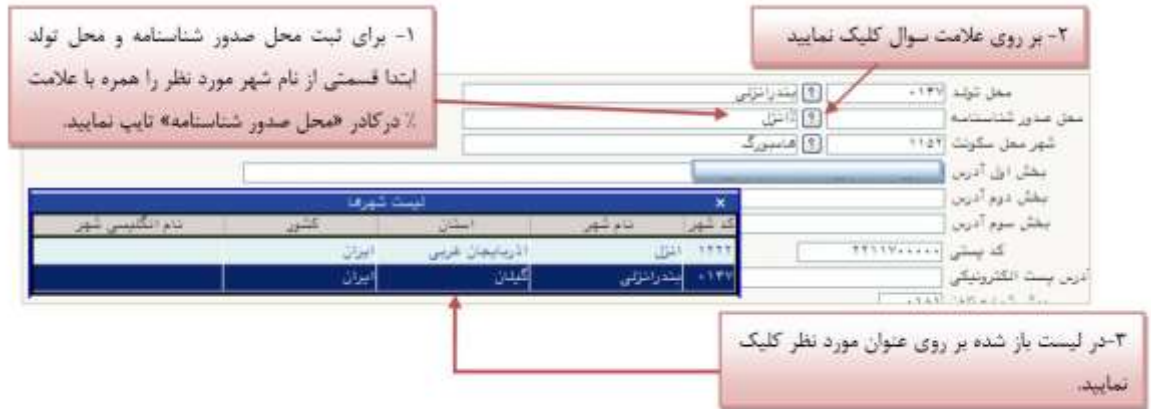 ۱- برای ثبت محل صدور شناسنامه و محل تولد
ابتدا قسمتی از نام شهر مورد نظر را همره با علامت
٪ درکادر «محل صدور شناسنامه» تایپ نمایید.
۲- بر روی علامت سوال کلیک نمایید
محل تولد ۰۱۴۷ ؟ بندرانزلی
محل صدور شناسنامه ؟ ٪انزل
شهر محل سکونت ۱۱۵۲ ؟ هامبورگ
بخش اول آدرس
بخش دوم آدرس
بخش سوم آدرس
کد پستی
آدرس پست الکترونیکی
لیست شهرها x
کد شهر نام شهر استان کشور نام انگلیسی شهر
انزل آذربایجان غربی ایران
۰۱۴۷ بندرانزلی گیلان ایران
۳-در لیست باز شده بر روی عنوان مورد نظر کلیک
نمایید.